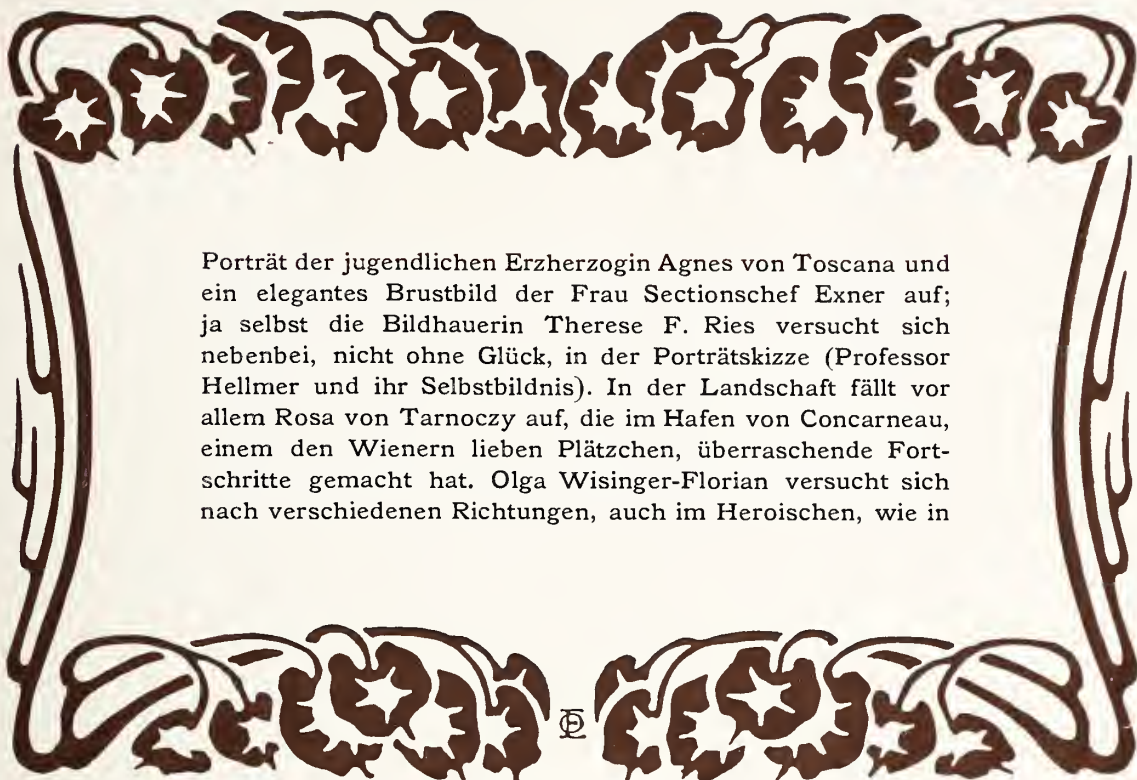 Porträt der jugendlichen Erzherzogin Agnes von Toscana und
ein elegantes Brustbild der Frau Sectionschef Exner auf;
ja selbst die Bildhauerin Therese F. Ries versucht sich
nebenbei, nicht ohne Glück, in der Porträtskizze (Professor
Hellmer und ihr Selbstbildnis). In der Landschaft fällt vor
allem Rosa von Tarnoczy auf, die im Hafen von Concarneau,
einem den Wienern lieben Plätzchen, überraschende Fort-
schritte gemacht hat. Olga Wisinger-Florian versucht sich
nach verschiedenen Richtungen, auch im Heroischen, wie in